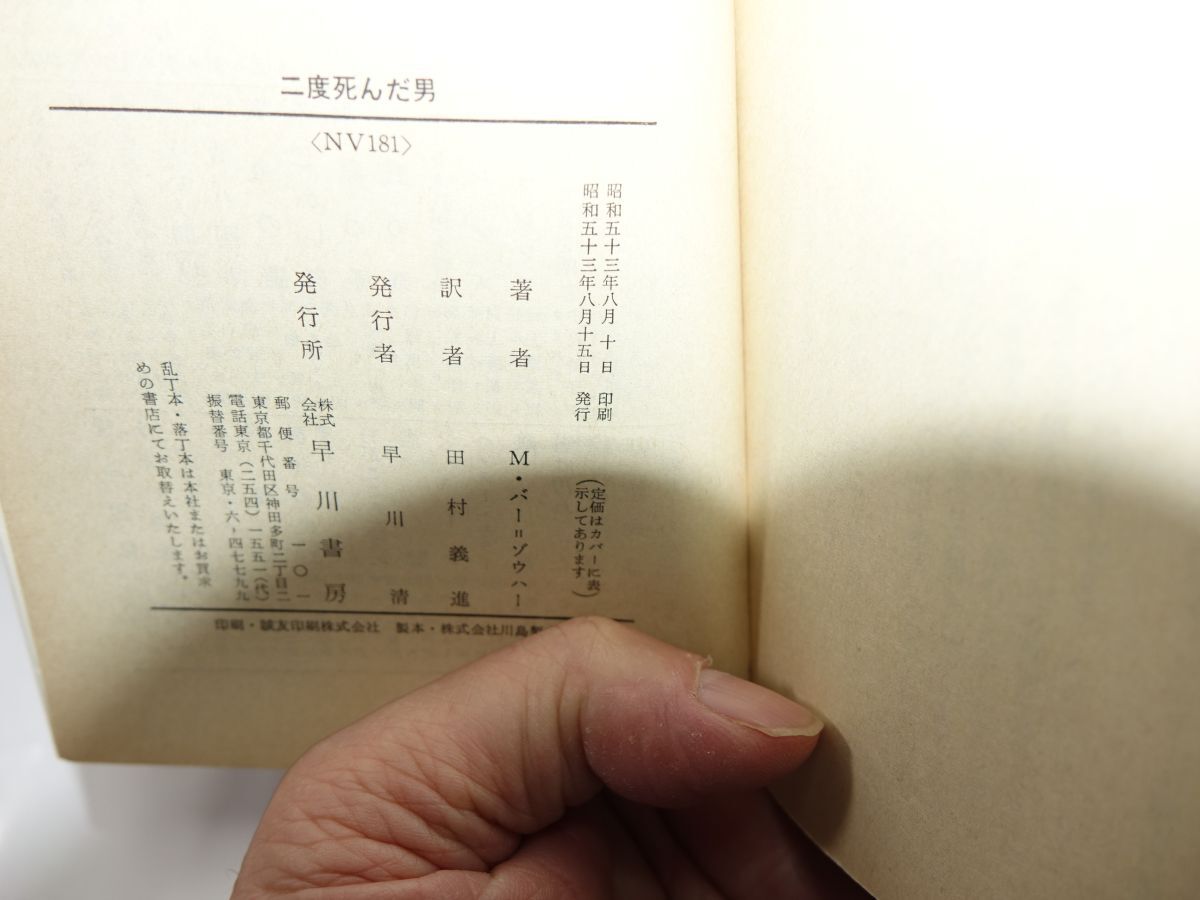 二度死んだ男
〈NV181〉
昭和五十三年八月 十 日 印刷
昭和五十三年八月十五日 発行
(定価はカバーに表
示してあります)
著者 M・バー゠ゾウハー
訳者 田村義進
発行者 早川 清
発行所 株式会社 早川書房
郵便番号 一〇一
東京都千代田区神田多町二丁目二
電話東京(二五四)一五五一(代)
振替番号 東京・六-四七七九九
乱丁本・落丁本は本社またはお買求
めの書店にてお取替えいたします。
印刷・誠友印刷株式会社 製本・株式会社川島製